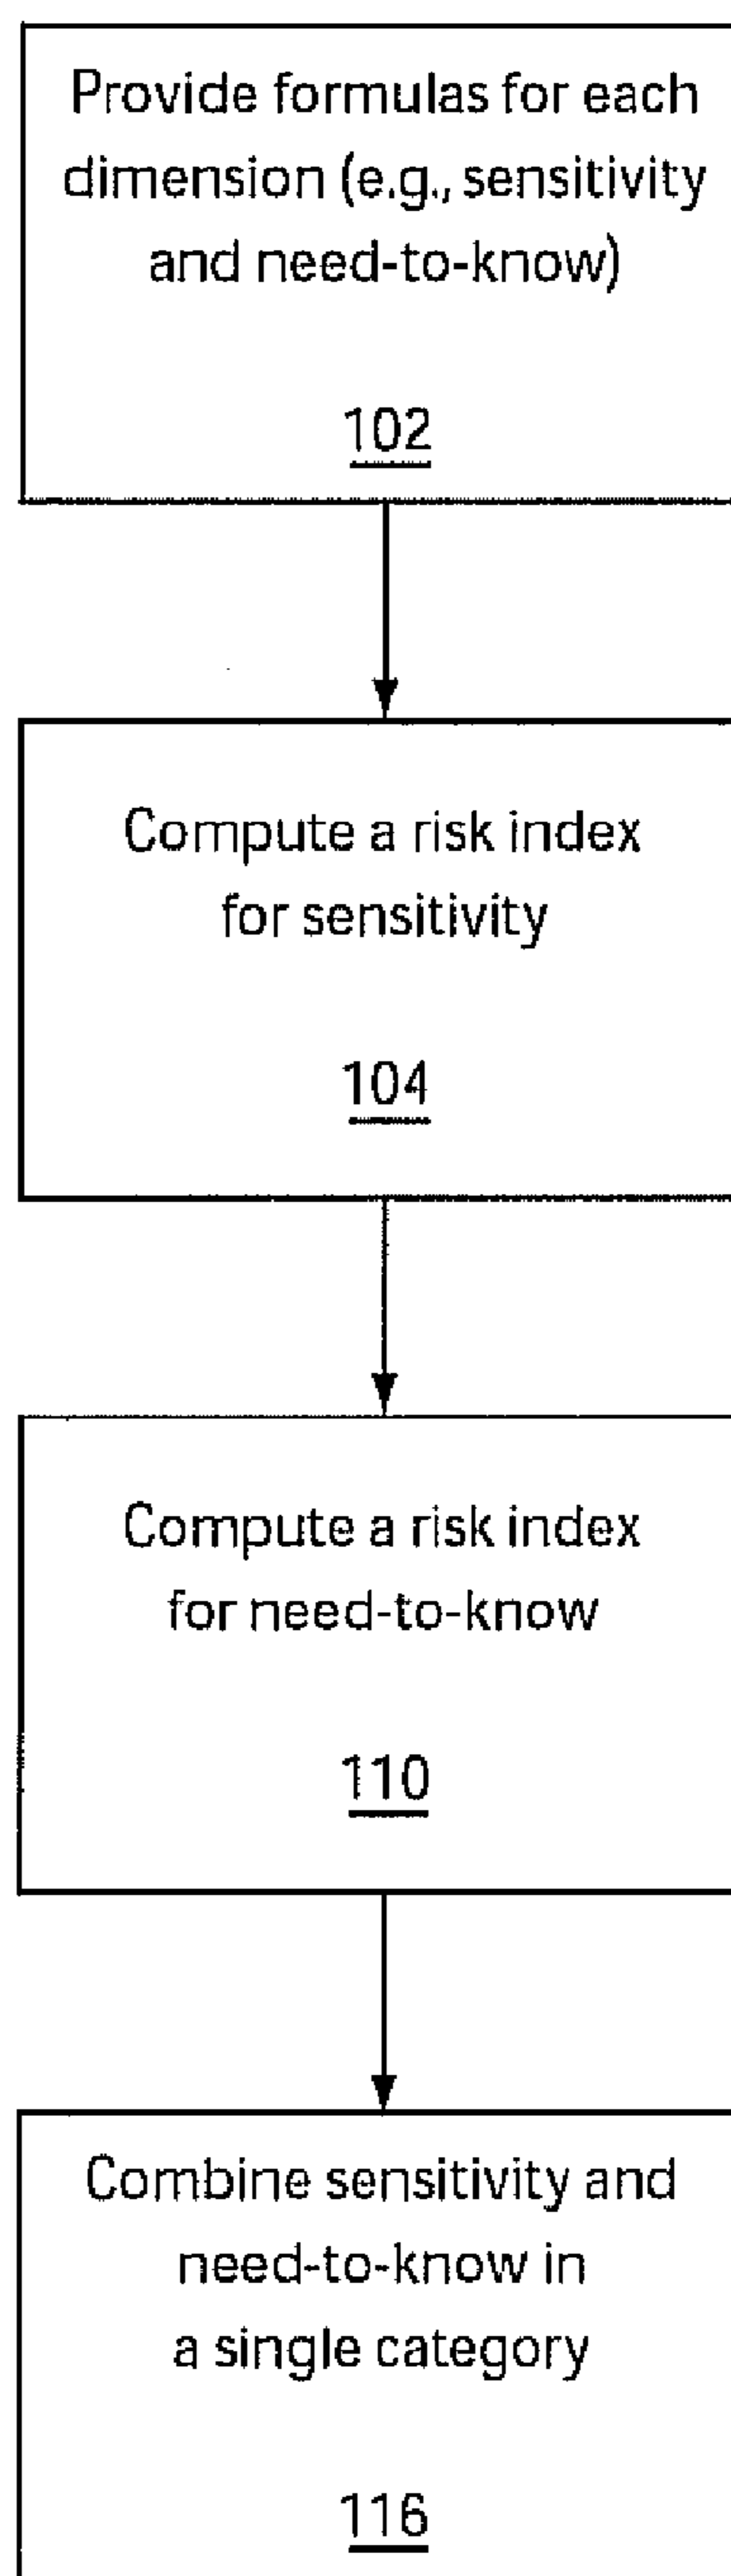 Provide formulas for each
dimension (e.g., sensitivity
and need-to-know)
102
Compute a risk index
for sensitivity
104
Compute a risk index
for need-to-know
110
Combine sensitivity and
need-to-know in
a single category
116